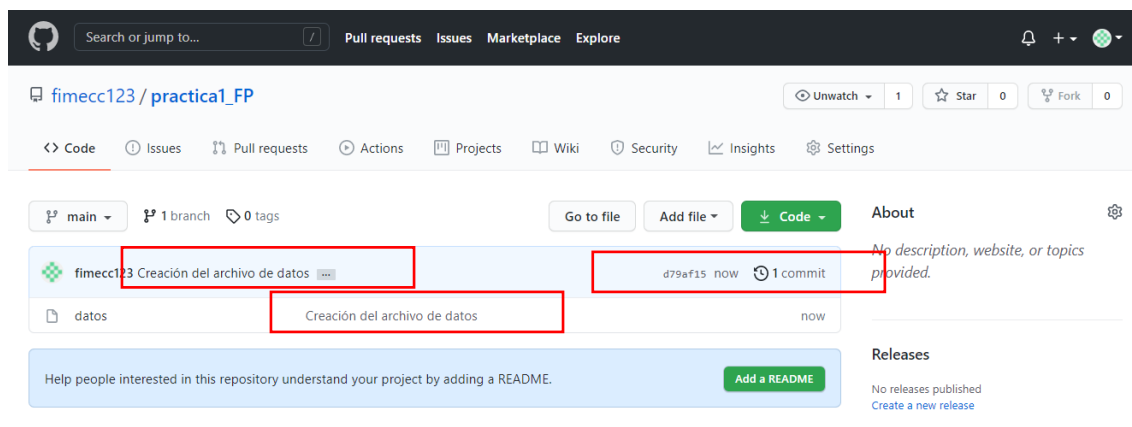 Search or jump to... / Pull requests Issues Marketplace Explore
fimecc123 / practica1_FP Unwatch 1 Star 0 Fork 0
Code Issues Pull requests Actions Projects Wiki Security Insights Settings
main 1 branch 0 tags Go to file Add file Code About
fimecc123 Creación del archivo de datos ... d79af15 now 1 commit
No description, website, or topics
provided.
datos Creación del archivo de datos now
Help people interested in this repository understand your project by adding a README. Add a README
Releases
No releases published
Create a new release